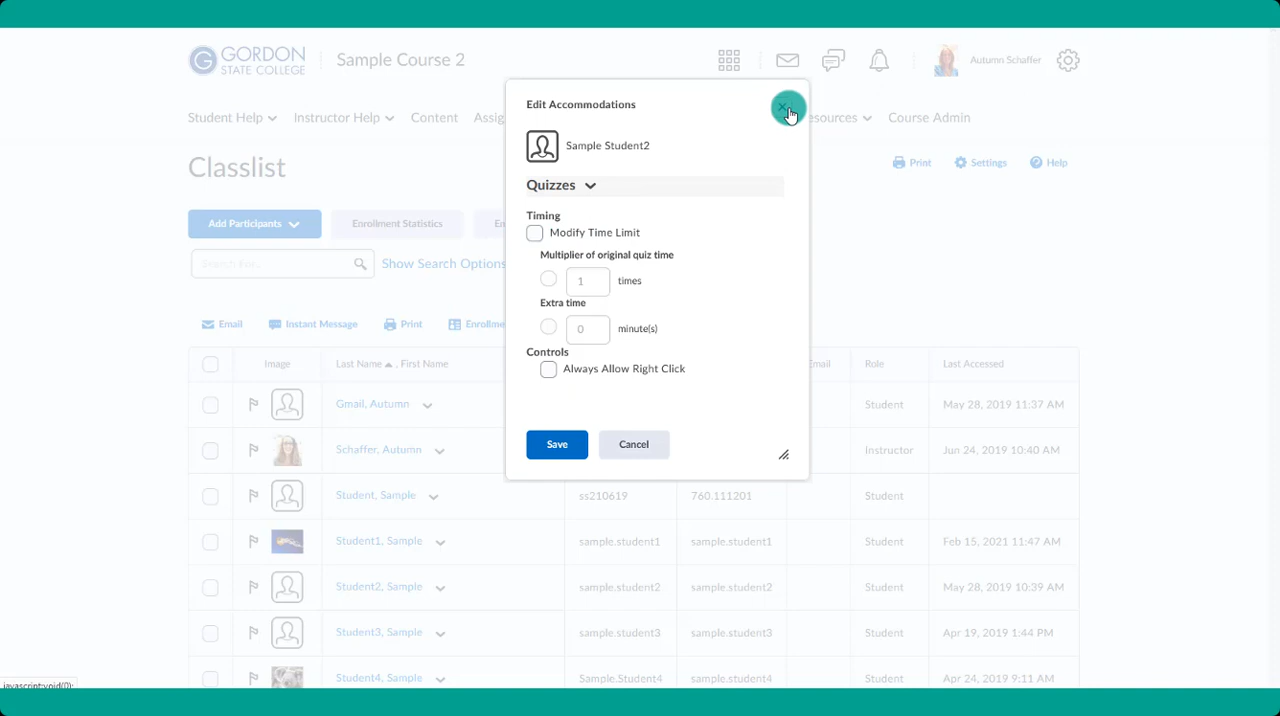 GORDON
STATE COLLEGE
Sample Course 2
Autumn Schaffer
Student Help
Instructor Help
Content
Assig
esources
Course Admin
Classlist
Print
Settings
Help
Add Participants
Enrollment Statistics
En
Search For...
Show Search Options
Email
Instant Message
Print
Enrollme
Image
Last Name
, First Name
mail
Role
Last Accessed
Gmail, Autumn
Student
May 28, 2019 11:37 AM
Schaffer, Autumn
Instructor
Jun 24, 2019 10:40 AM
Student, Sample
ss210619
760.111201
Student
Student1, Sample
sample.student1
sample.student1
Student
Feb 15, 2021 11:47 AM
Student2, Sample
sample.student2
sample.student2
Student
May 28, 2019 10:39 AM
Student3, Sample
sample.student3
sample.student3
Student
Apr 19, 2019 1:44 PM
Student4, Sample
Sample.Student4
sample.student4
Student
Apr 24, 2019 9:11 AM
Edit Accommodations
Sample Student2
Quizzes
Timing
Modify Time Limit
Multiplier of original quiz time
1
times
Extra time
0
minute(s)
Controls
Always Allow Right Click
Save
Cancel
javascript:void(0);